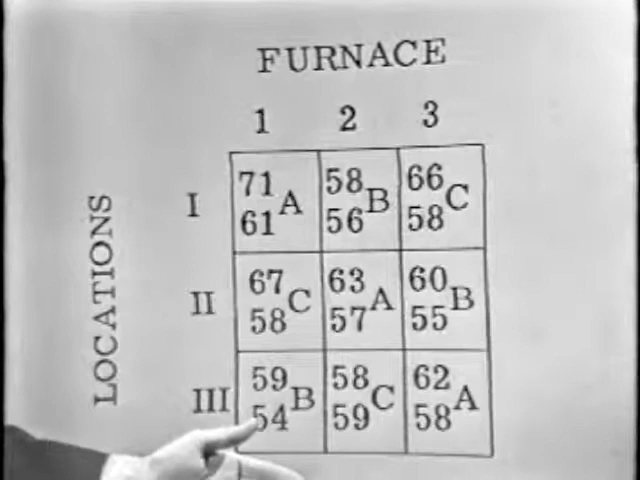 FURNACE
1 2 3
LOCATIONS
I 71 61 A 58 56 B 66 58 C
II 67 58 C 63 57 A 60 55 B
III 59 54 B 58 59 C 62 58 A